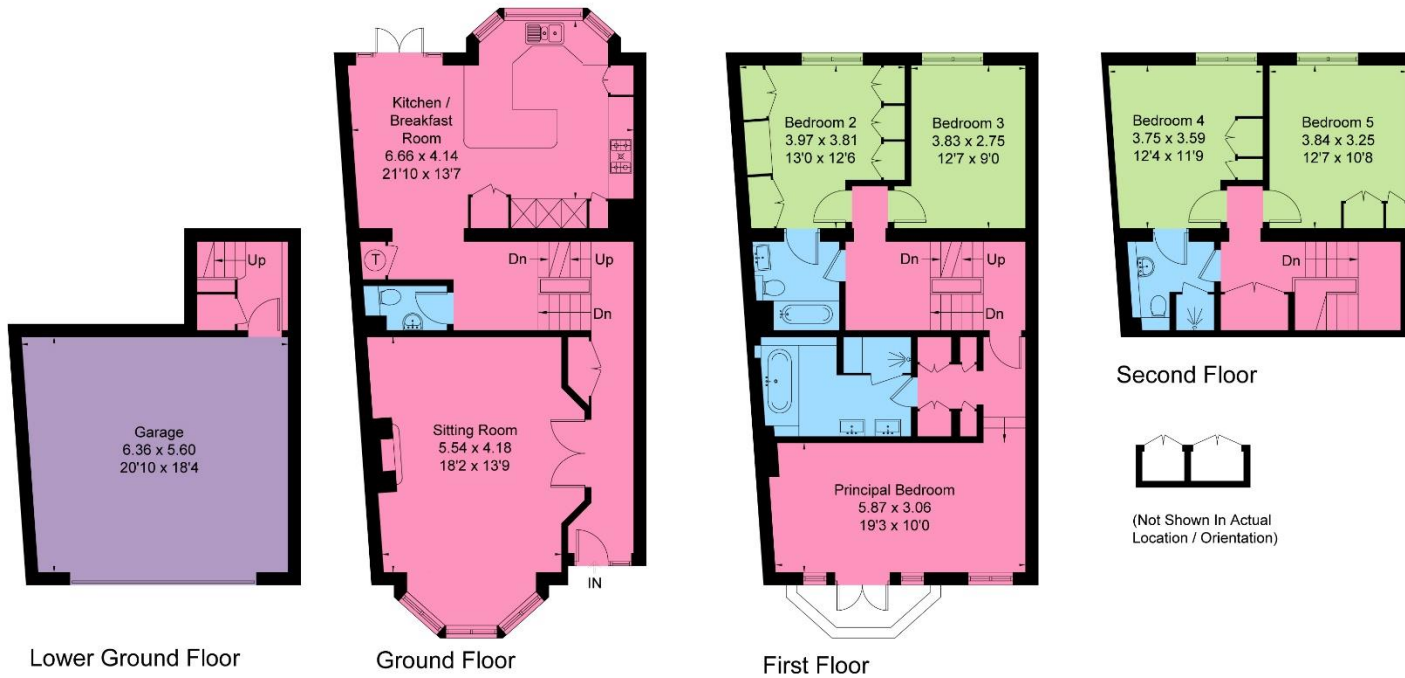 Up
Garage
6.36 x 5.60
20'10 x 18'4
Lower Ground Floor
Kitchen /
Breakfast
Room
6.66 x 4.14
21'10 x 13'7
T
Dn
Up
Dn
Sitting Room
5.54 x 4.18
18'2 x 13'9
IN
Ground Floor
Bedroom 2
3.97 x 3.81
13'0 x 12'6
Bedroom 3
3.83 x 2.75
12'7 x 9'0
Dn
Up
Dn
Principal Bedroom
5.87 x 3.06
19'3 x 10'0
First Floor
Bedroom 4
3.75 x 3.59
12'4 x 11'9
Bedroom 5
3.84 x 3.25
12'7 x 10'8
Dn
Second Floor
(Not Shown In Actual
Location / Orientation)